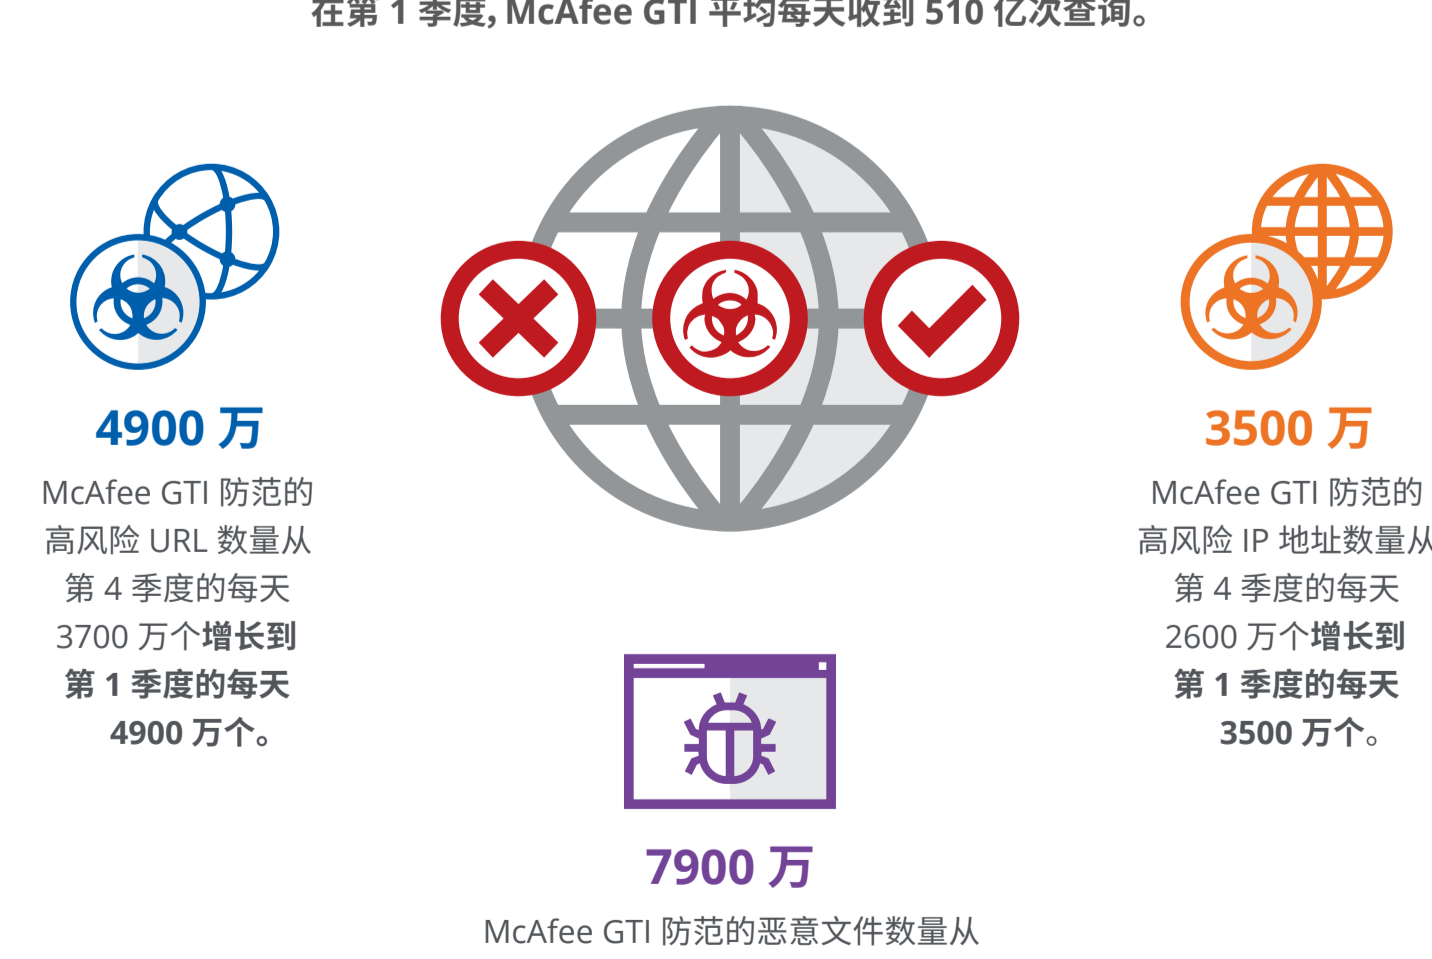 在第 1 季度, McAfee GTI 平均每天收到 510 亿次查询。
4900 万
McAfee GTI 防范的
高风险 URL 数量从
第 4 季度的每天
3700 万个增长到
第 1 季度的每天
4900 万个。
3500 万
McAfee GTI 防范的
高风险 IP 地址数量从
第 4 季度的每天
2600 万个增长到
第 1 季度的每天
3500 万个。
7900 万
McAfee GTI 防范的恶意文件数量从